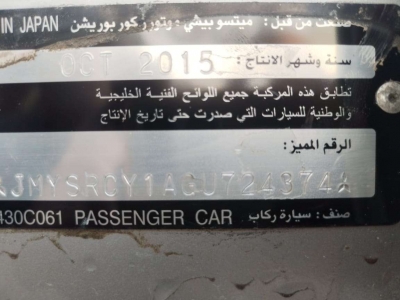 صنعت من قبل: ميتسوبيشي موتورز كوربوريشن IN JAPAN
سنة وشهر الانتاج: OCT 2015
تطابق هذه المركبة جميع اللوائح الفنية الخليجية
والوطنية للسيارات التي صدرت حتى تاريخ الإنتاج
الرقم المميز:
JMYSRCY1AGU724374
صنف: سيارة ركاب 430C061 PASSENGER CAR